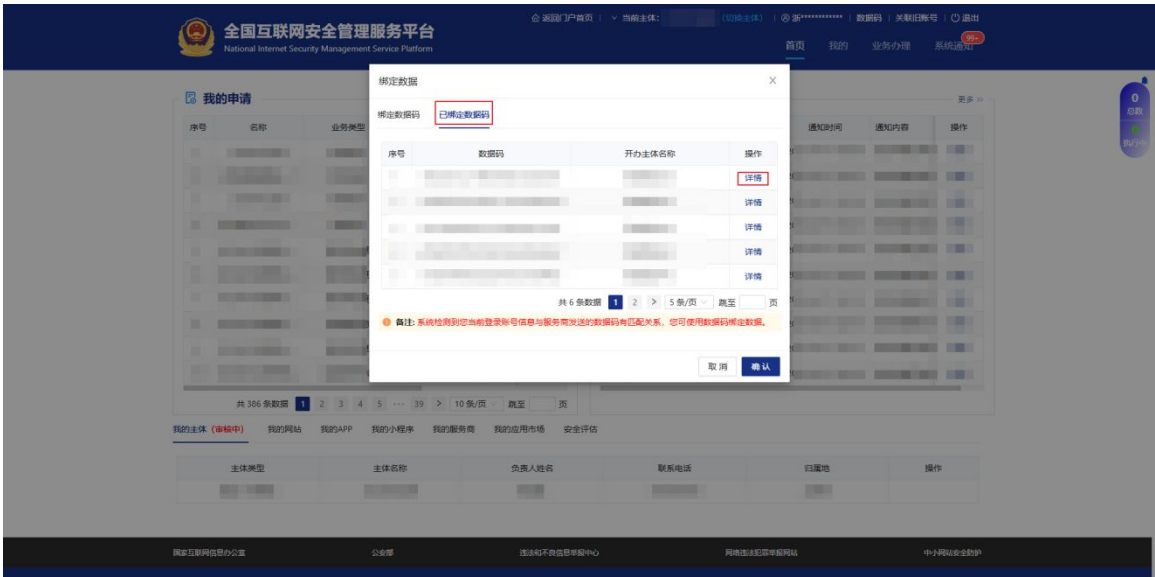 返回门户首页 当前主体: (切换主体) 浙************ 数据码 关联旧账号 退出
全国互联网安全管理服务平台
National Internet Security Management Service Platform
首页 我的 业务办理 系统通知 99+
绑定数据
绑定数据码 已绑定数据码
序号 数据码 开办主体名称 操作
详情
详情
详情
详情
详情
共 6 条数据 1 2 > 5 条/页 跳至 页
备注: 系统检测到您当前登录账号信息与服务商发送的数据码有匹配关系，您可使用数据码绑定数据。
取消 确认
我的申请 更多
序号 名称 业务类型 通知时间 通知内容 操作
0
总数
执行中
共 386 条数据 1 2 3 4 5 ··· 39 > 10 条/页 跳至 页
我的主体 (审核中) 我的网站 我的APP 我的小程序 我的服务商 我的应用市场 安全评估
主体类型 主体名称 负责人姓名 联系电话 归属地 操作
国家互联网信息办公室 公安部 违法和不良信息举报中心 网络违法犯罪举报网站 中小网站安全防护